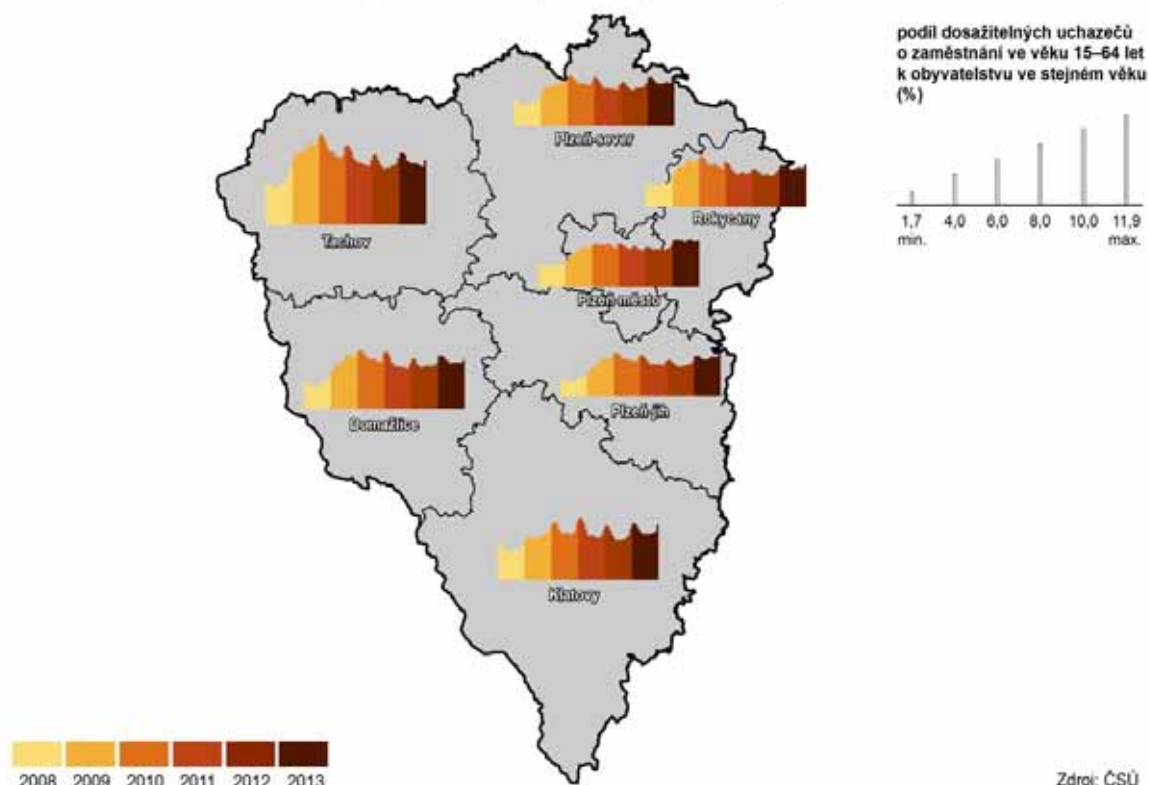 podíl dosažitelných uchazečů
o zaměstnání ve věku 15–64 let
k obyvatelstvu ve stejném věku
(%)
1,7 4,0 6,0 8,0 10,0 11,9
min. max.
Plzeň-sever
Rokycany
Tachov
Plzeň-město
Plzeň-jih
Domažlice
Klatovy
2008 2009 2010 2011 2012 2013
Zdroj: ČSÚ